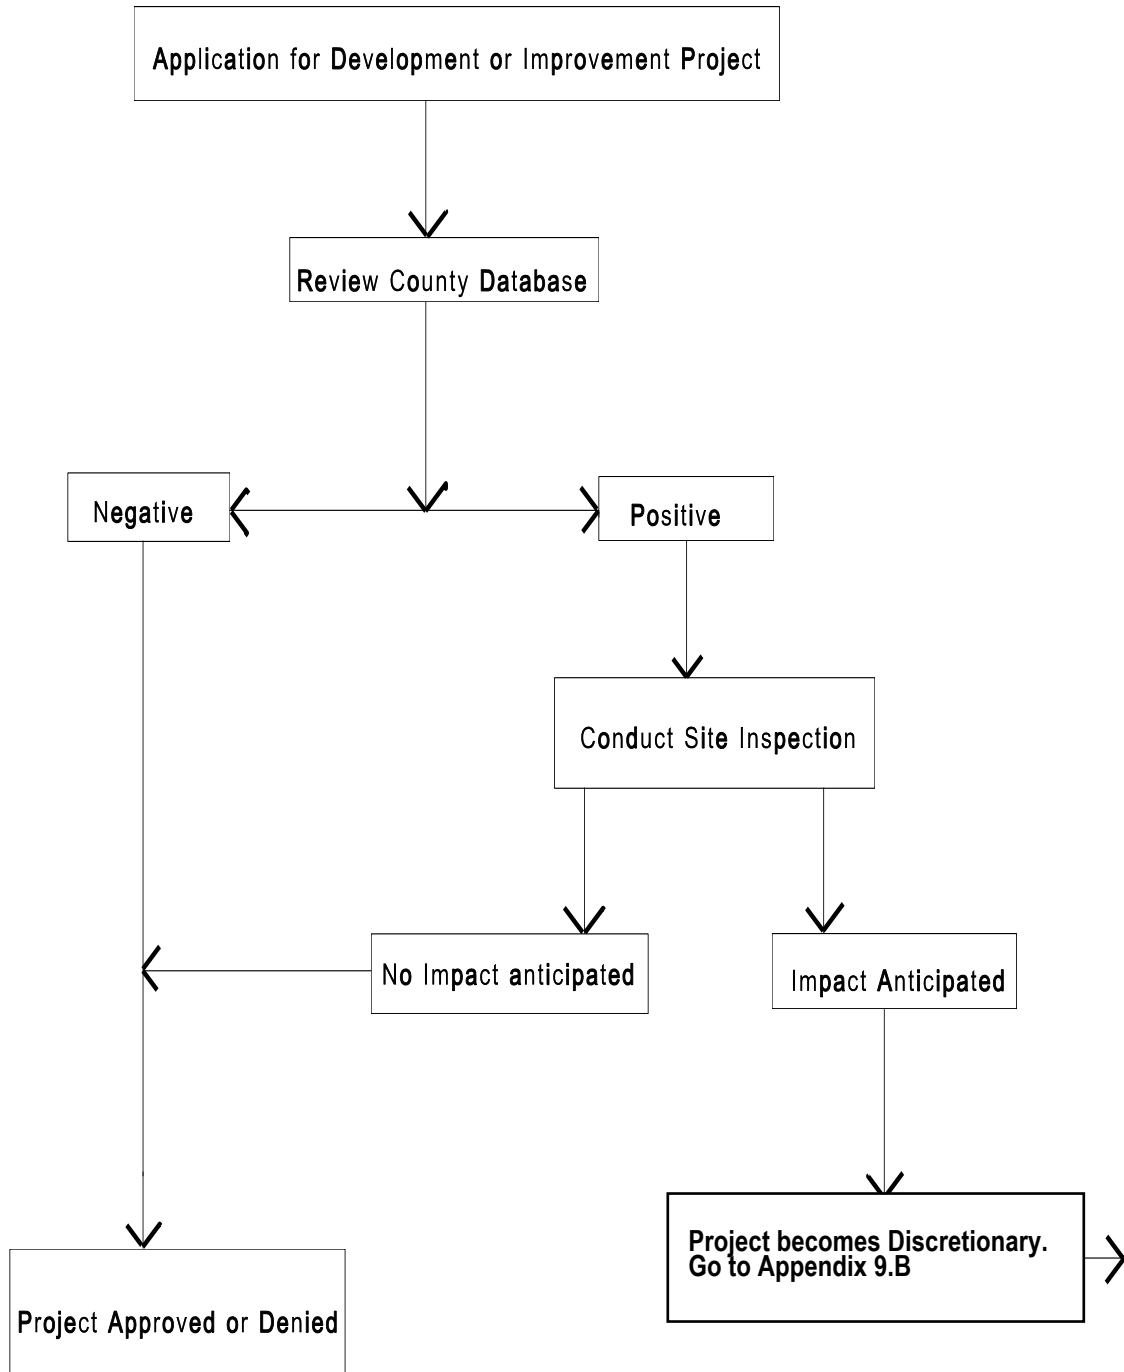 Application for Development or Improvement Project
Review County Database
Negative
Positive
Conduct Site Inspection
No Impact anticipated
Impact Anticipated
Project becomes Discretionary.
Go to Appendix 9.B
Project Approved or Denied